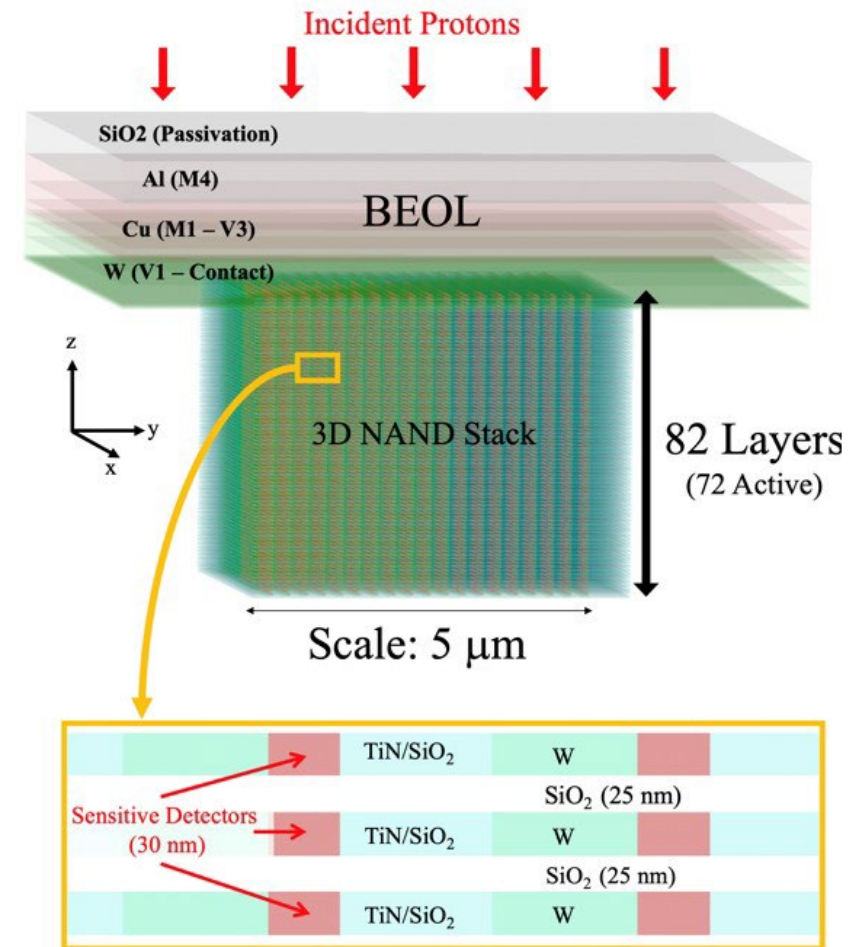 Incident Protons
SiO2 (Passivation)
Al (M4)
BEOL
Cu (M1 – V3)
W (V1 – Contact)
z
y
x
3D NAND Stack
82 Layers
(72 Active)
Scale: 5 μm
TiN/SiO₂ W
SiO₂ (25 nm)
Sensitive Detectors
(30 nm)
TiN/SiO₂ W
SiO₂ (25 nm)
TiN/SiO₂ W